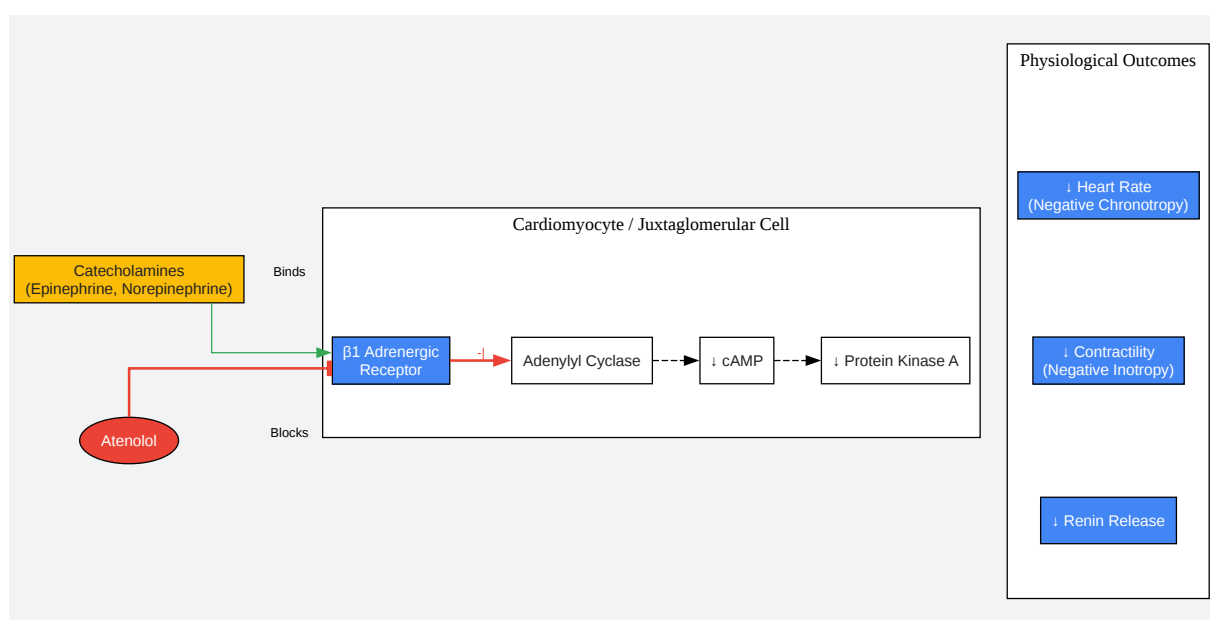 Physiological Outcomes
↓ Heart Rate
(Negative Chronotropy)
Cardiomyocyte / Juxtaglomerular Cell
Catecholamines
(Epinephrine, Norepinephrine)
Binds
β1 Adrenergic
Receptor
-|
Adenylyl Cyclase
↓ cAMP
↓ Protein Kinase A
↓ Contractility
(Negative Inotropy)
Atenolol
Blocks
↓ Renin Release